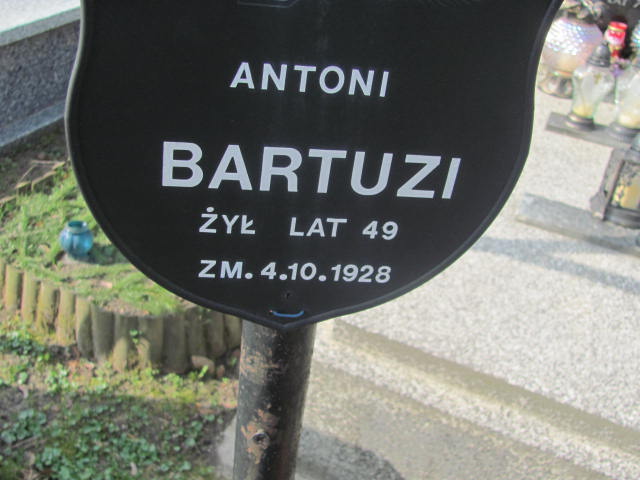 ANTONI
BARTUZI
ŻYŁ LAT 49
ZM. 4.10.1928